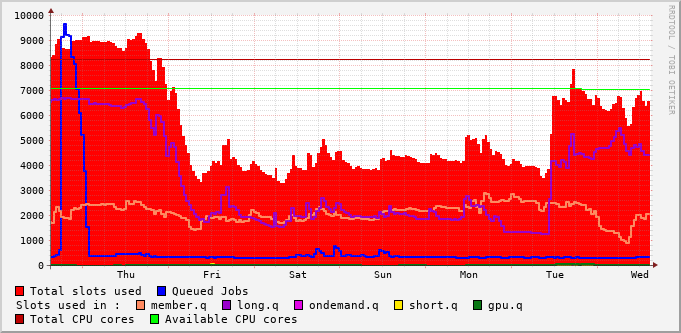 10000
9000
8000
7000
6000
5000
4000
3000
2000
1000
0
Thu Fri Sat Sun Mon Tue Wed
RRDTOOL / TOBI OETIKER
Total slots used Queued Jobs
Slots used in : member.q long.q ondemand.q short.q gpu.q
Total CPU cores Available CPU cores